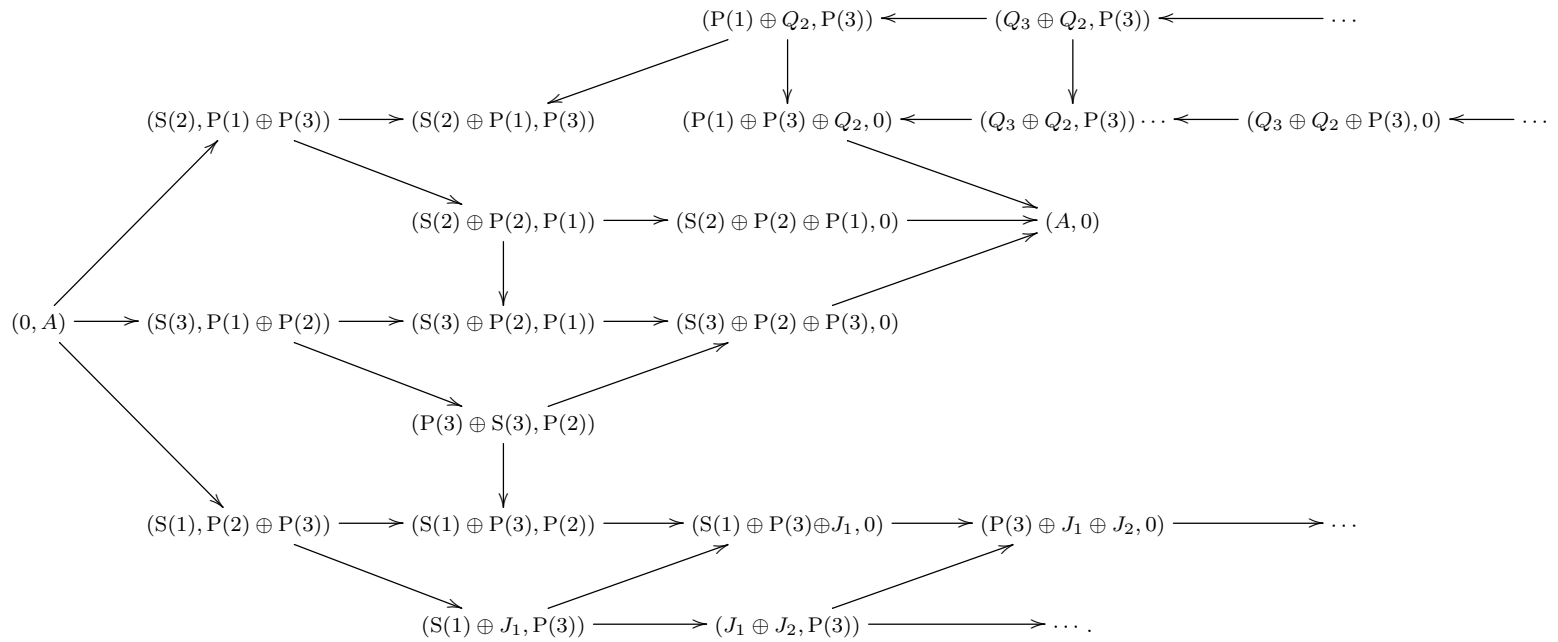 (P(1) ⊕ Q₂, P(3)) (Q₃ ⊕ Q₂, P(3)) ⋯
(S(2), P(1) ⊕ P(3)) (S(2) ⊕ P(1), P(3)) (P(1) ⊕ P(3) ⊕ Q₂, 0) (Q₃ ⊕ Q₂, P(3)) ⋯ (Q₃ ⊕ Q₂ ⊕ P(3), 0) ⋯
(S(2) ⊕ P(2), P(1)) (S(2) ⊕ P(2) ⊕ P(1), 0) (A, 0)
(0, A) (S(3), P(1) ⊕ P(2)) (S(3) ⊕ P(2), P(1)) (S(3) ⊕ P(2) ⊕ P(3), 0)
(P(3) ⊕ S(3), P(2))
(S(1), P(2) ⊕ P(3)) (S(1) ⊕ P(3), P(2)) (S(1) ⊕ P(3)⊕J₁, 0) (P(3) ⊕ J₁ ⊕ J₂, 0) ⋯
(S(1) ⊕ J₁, P(3)) (J₁ ⊕ J₂, P(3)) ⋯ .